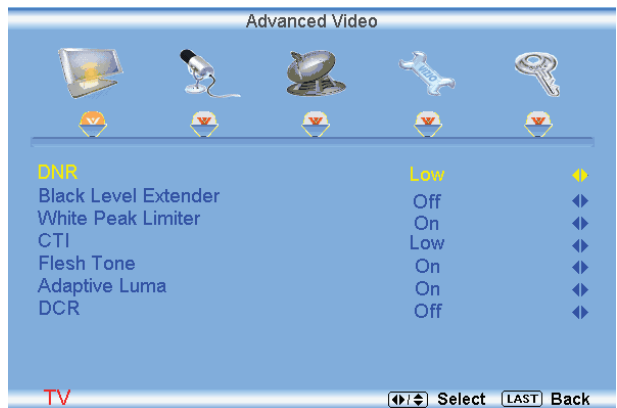 Advanced Video
DNR Low
Black Level Extender Off
White Peak Limiter On
CTI Low
Flesh Tone On
Adaptive Luma On
DCR Off
TV Select LAST Back